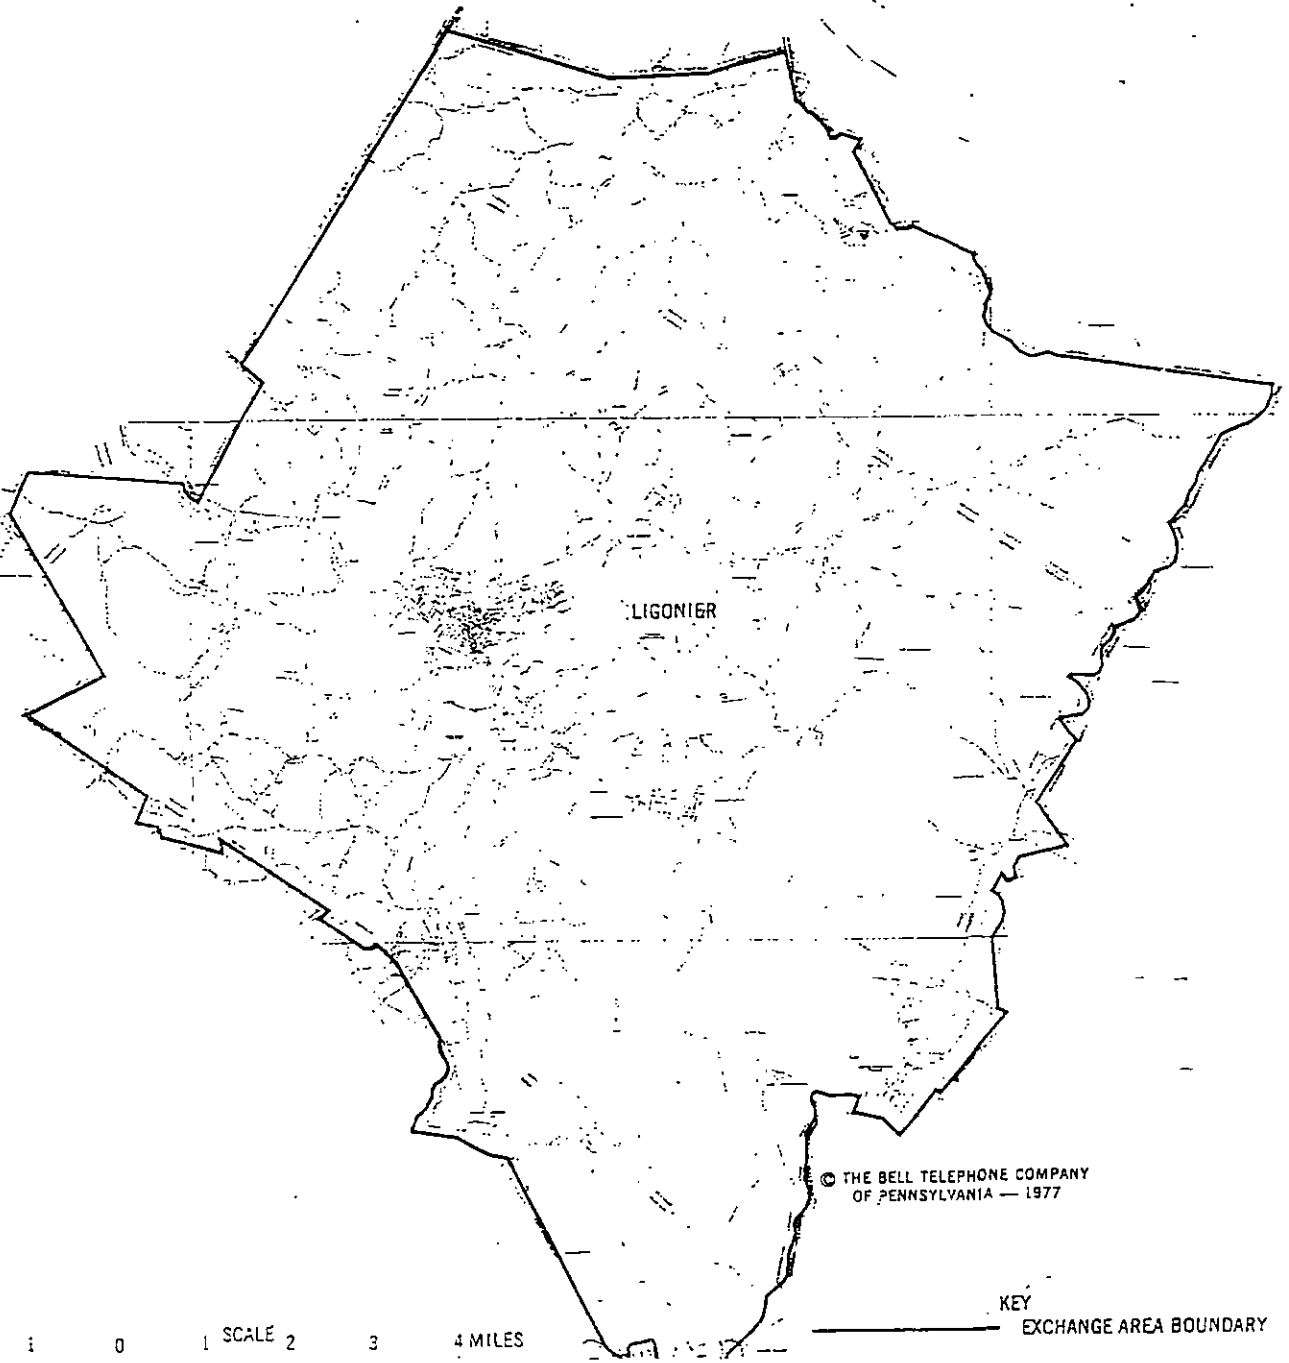 LIGONIER
© THE BELL TELEPHONE COMPANY
OF PENNSYLVANIA — 1977
KEY
EXCHANGE AREA BOUNDARY
1 0 1 SCALE 2 3 4 MILES